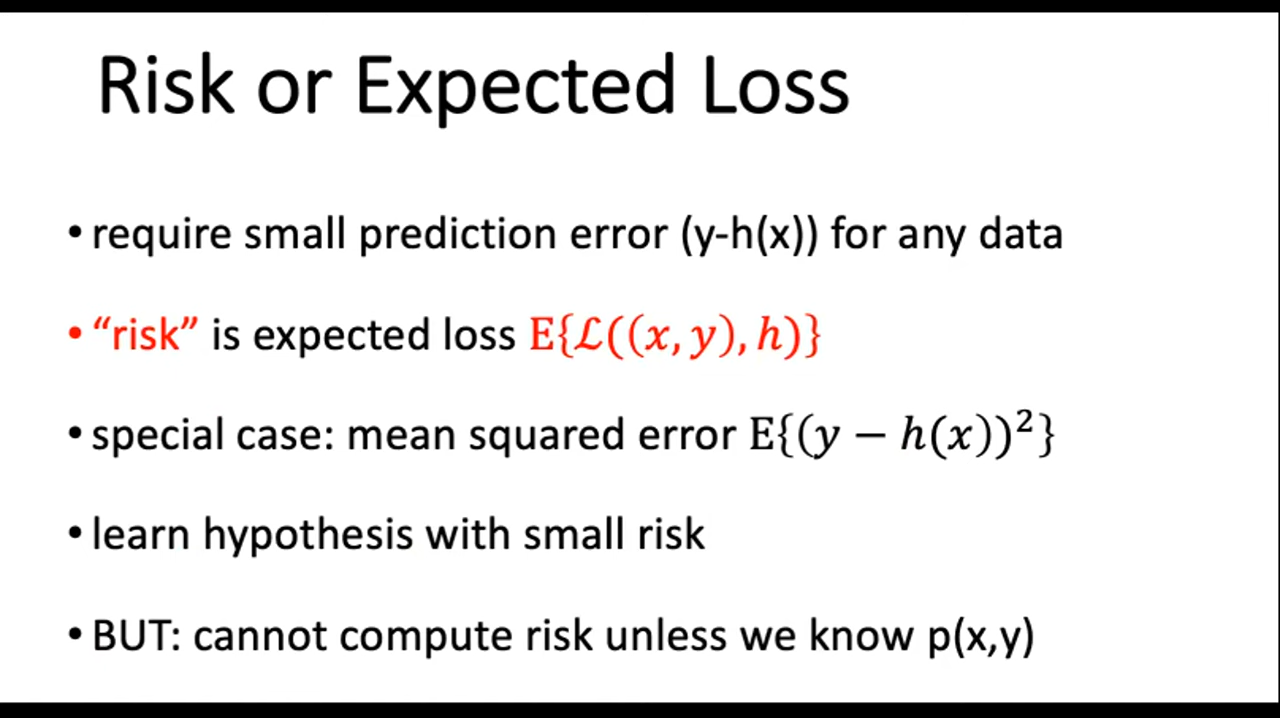 Risk or Expected Loss
• require small prediction error (y-h(x)) for any data
• “risk” is expected loss E{ℒ((x, y), h)}
• special case: mean squared error E{(y − h(x))²}
• learn hypothesis with small risk
• BUT: cannot compute risk unless we know p(x,y)